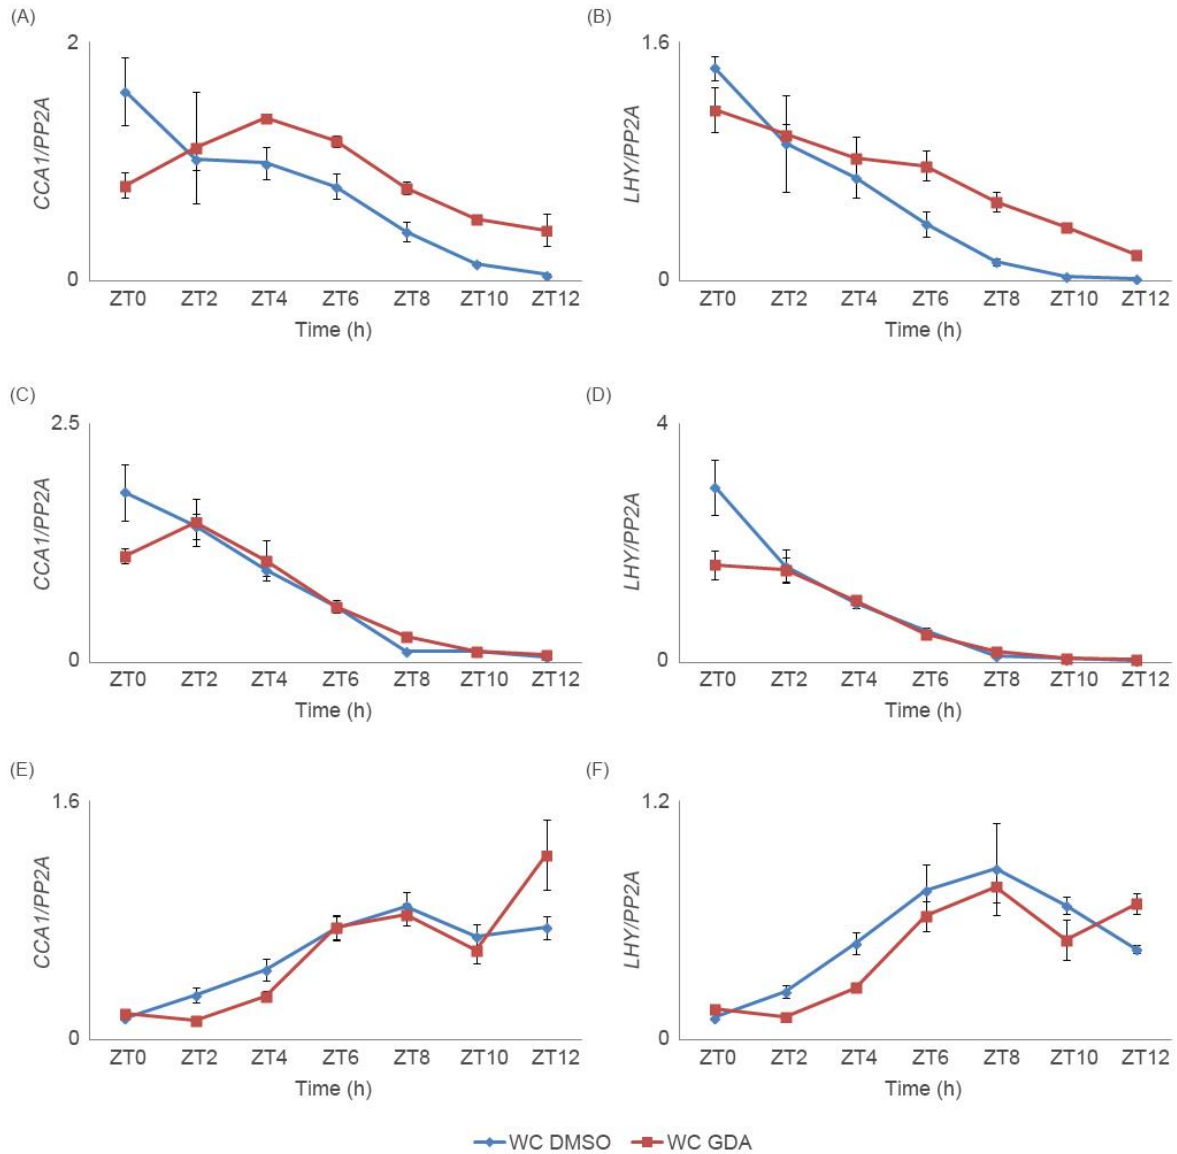 (A)
2
CCA1/PP2A
0
ZT0 ZT2 ZT4 ZT6 ZT8 ZT10 ZT12
Time (h)
(B)
1.6
LHY/PP2A
0
ZT0 ZT2 ZT4 ZT6 ZT8 ZT10 ZT12
Time (h)
(C)
2.5
CCA1/PP2A
0
ZT0 ZT2 ZT4 ZT6 ZT8 ZT10 ZT12
Time (h)
(D)
4
LHY/PP2A
0
ZT0 ZT2 ZT4 ZT6 ZT8 ZT10 ZT12
Time (h)
(E)
1.6
CCA1/PP2A
0
ZT0 ZT2 ZT4 ZT6 ZT8 ZT10 ZT12
Time (h)
(F)
1.2
LHY/PP2A
0
ZT0 ZT2 ZT4 ZT6 ZT8 ZT10 ZT12
Time (h)
WC DMSO WC GDA